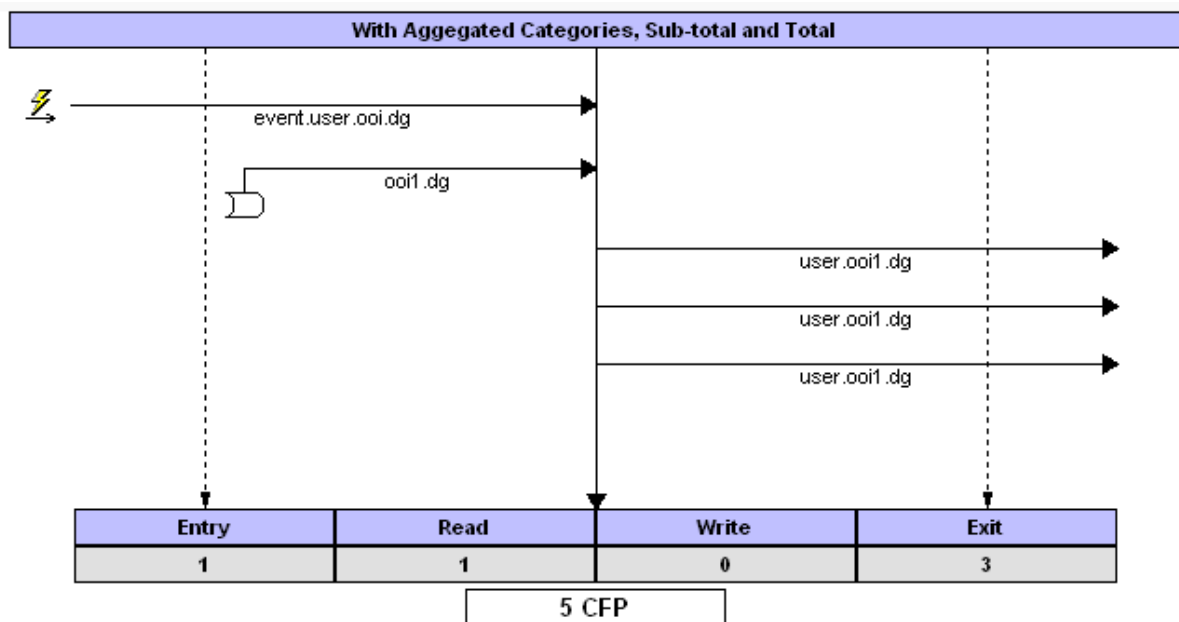 With Aggegated Categories, Sub-total and Total
event.user.ooi.dg
ooi1.dg
user.ooi1.dg
user.ooi1.dg
user.ooi1.dg
Entry Read Write Exit
1 1 0 3
5 CFP